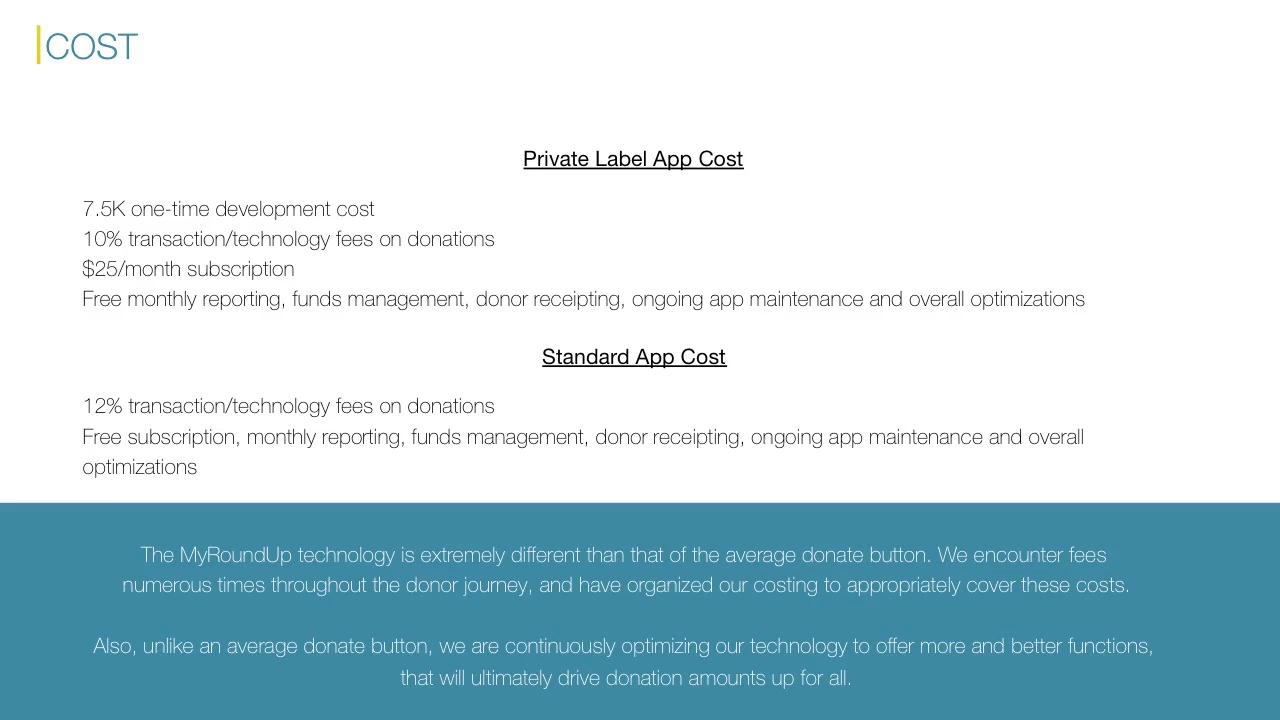 COST
Private Label App Cost
7.5K one-time development cost
10% transaction/technology fees on donations
$25/month subscription
Free monthly reporting, funds management, donor receipting, ongoing app maintenance and overall optimizations
Standard App Cost
12% transaction/technology fees on donations
Free subscription, monthly reporting, funds management, donor receipting, ongoing app maintenance and overall
optimizations
The MyRoundUp technology is extremely different than that of the average donate button. We encounter fees
numerous times throughout the donor journey, and have organized our costing to appropriately cover these costs.
Also, unlike an average donate button, we are continuously optimizing our technology to offer more and better functions,
that will ultimately drive donation amounts up for all.